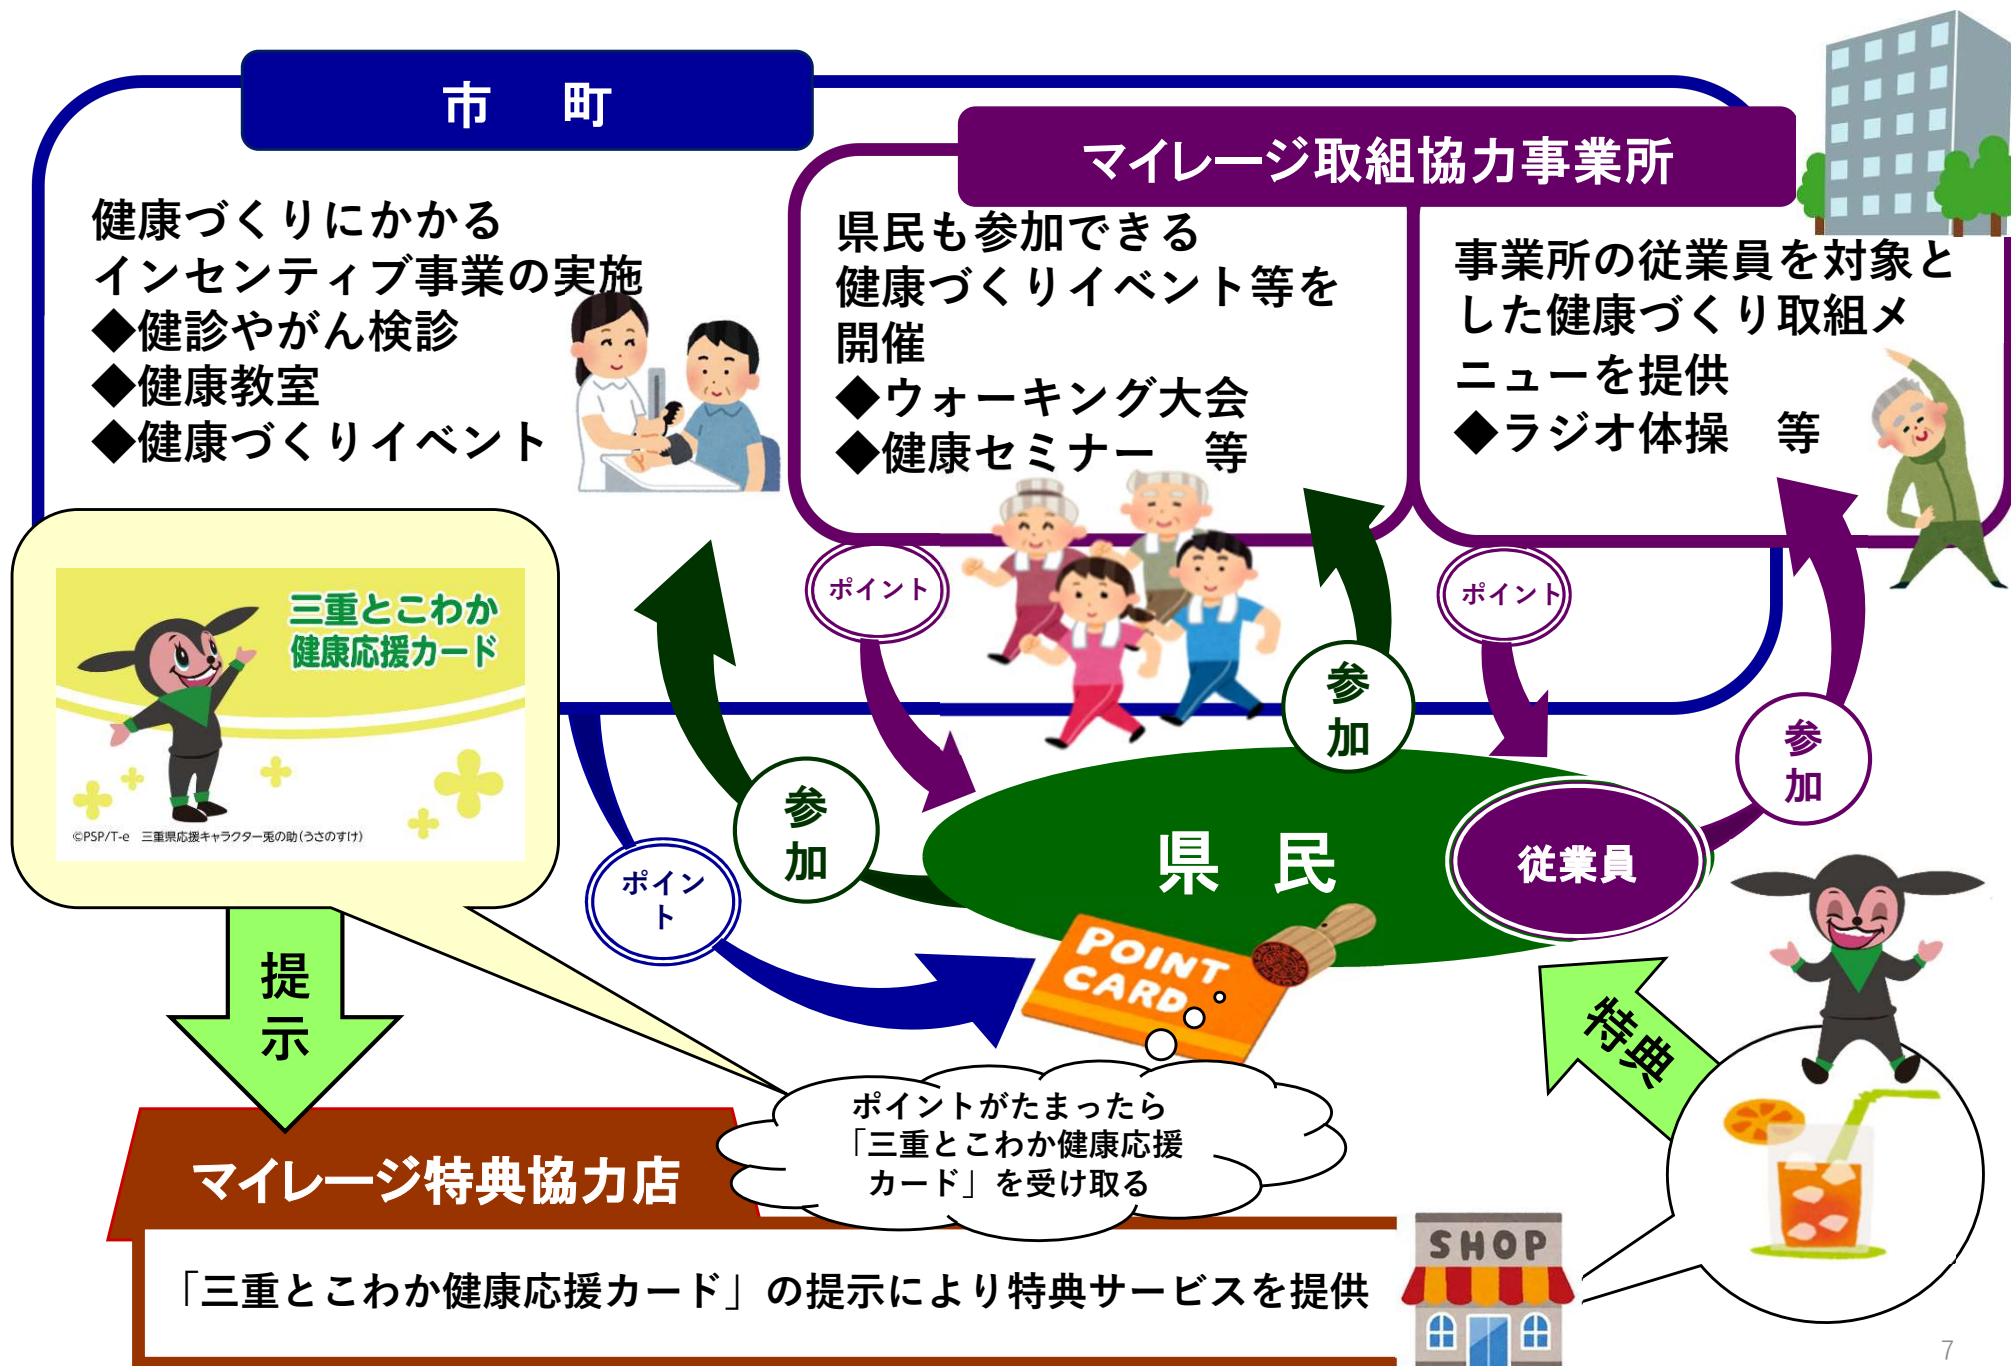 市　町
マイレージ取組協力事業所
健康づくりにかかる
インセンティブ事業の実施
◆健診やがん検診
◆健康教室
◆健康づくりイベント
県民も参加できる
健康づくりイベント等を
開催
◆ウォーキング大会
◆健康セミナー　等
事業所の従業員を対象と
した健康づくり取組メ
ニューを提供
◆ラジオ体操　等
三重とこわか
健康応援カード
©PSP/T-e　三重県応援キャラクター兎の助(うさのすけ)
ポイント
ポイント
参
加
参
加
参
加
ポイン
ト
県　民
従業員
POINT
CARD
提
示
特典
ポイントがたまったら
「三重とこわか健康応援
カード」を受け取る
マイレージ特典協力店
「三重とこわか健康応援カード」の提示により特典サービスを提供
SHOP
7